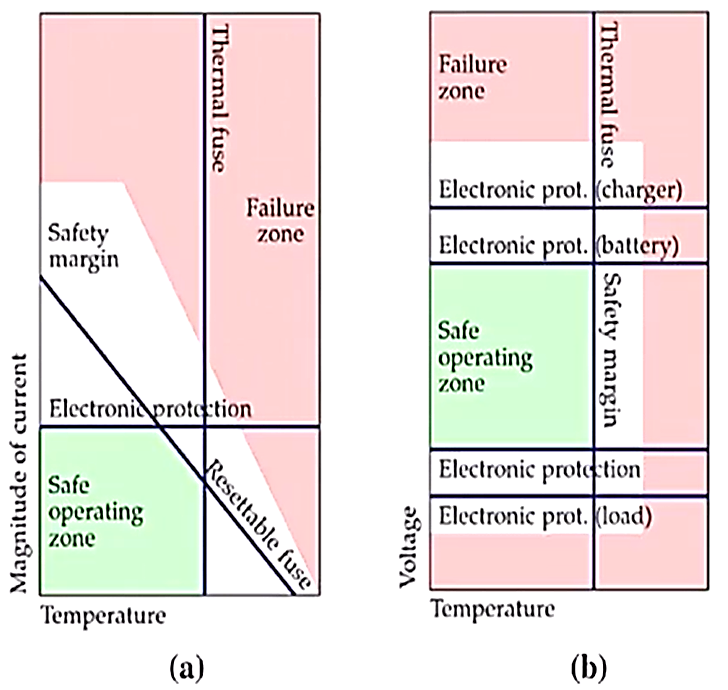 Thermal fuse
Failure
zone
Safety
margin
Electronic protection
Safe
operating
zone
Resettable fuse
Magnitude of current
Temperature
(a)
Failure
zone
Thermal fuse
Electronic prot. (charger)
Electronic prot. (battery)
Safe
operating
zone
Safety margin
Electronic protection
Electronic prot. (load)
Voltage
Temperature
(b)